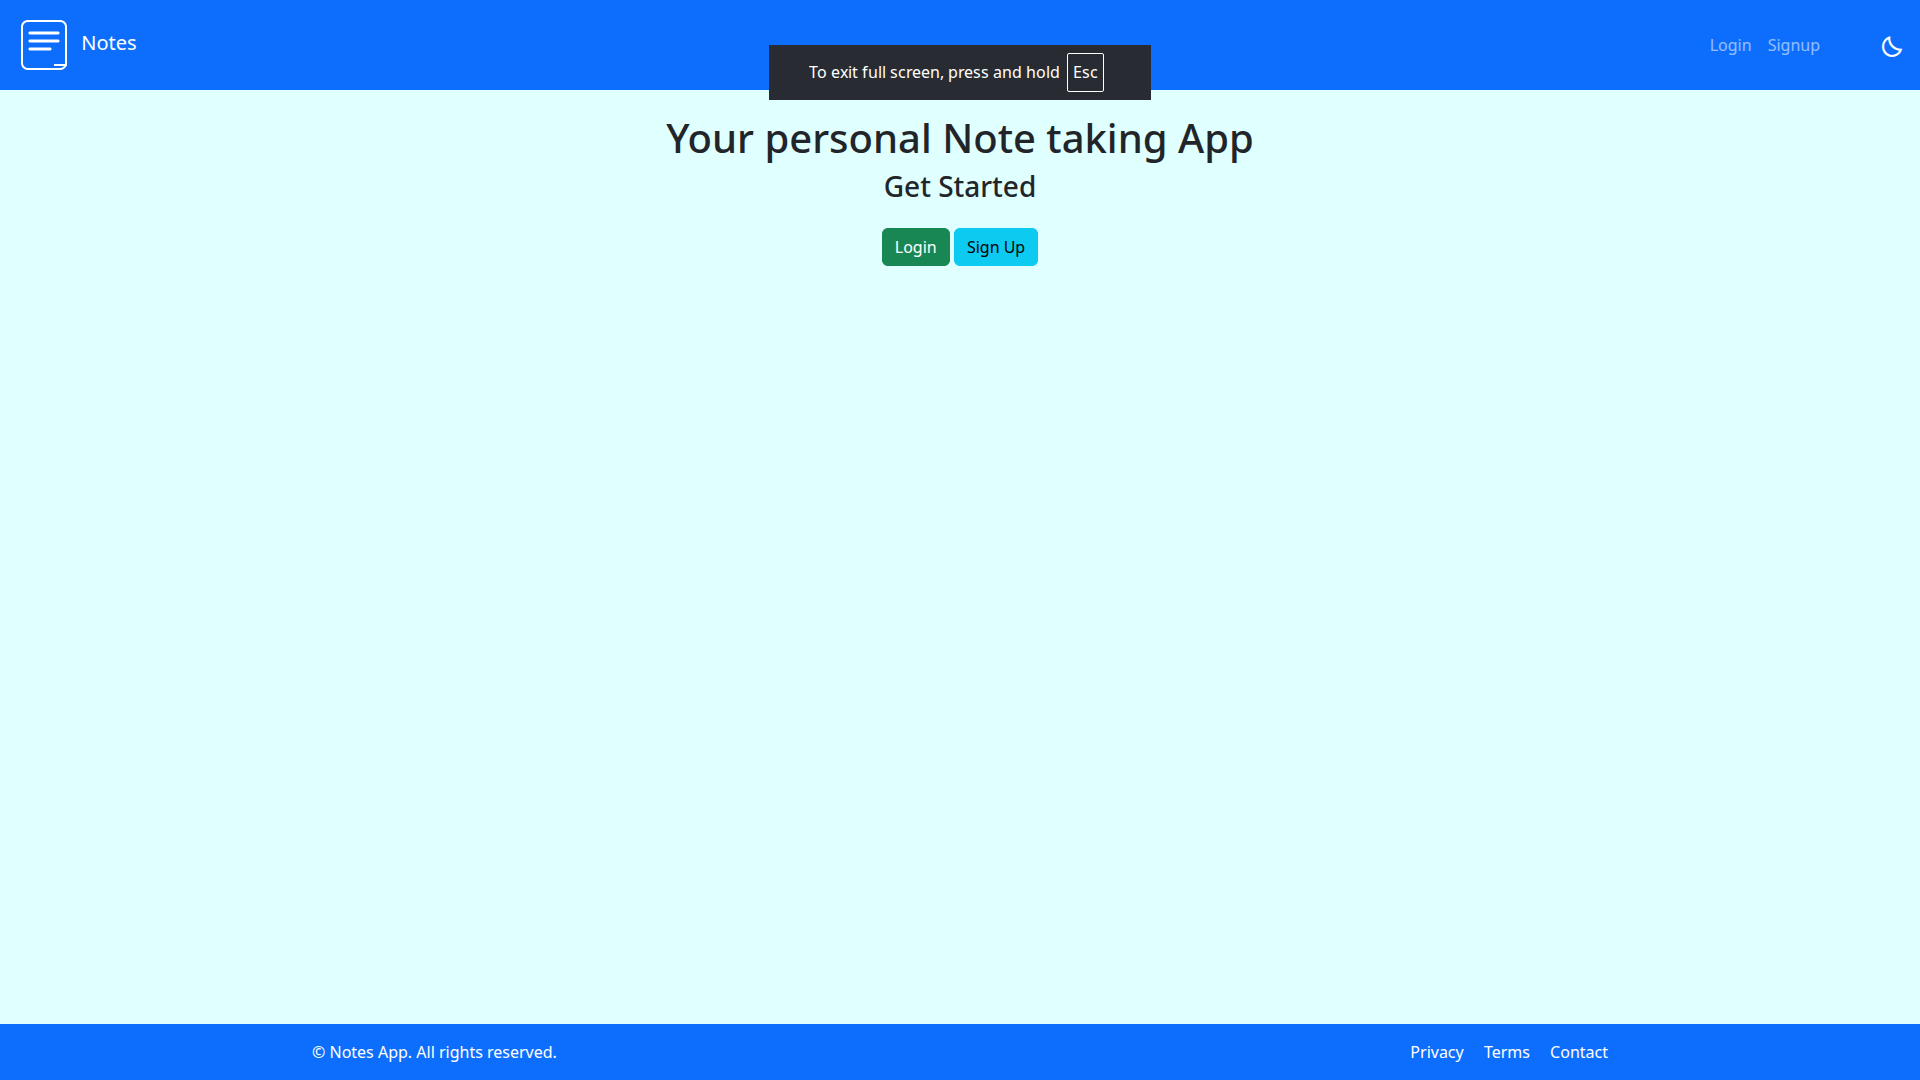 Notes
Login Signup
To exit full screen, press and hold Esc
Your personal Note taking App
Get Started
Login Sign Up
© Notes App. All rights reserved.
Privacy Terms Contact